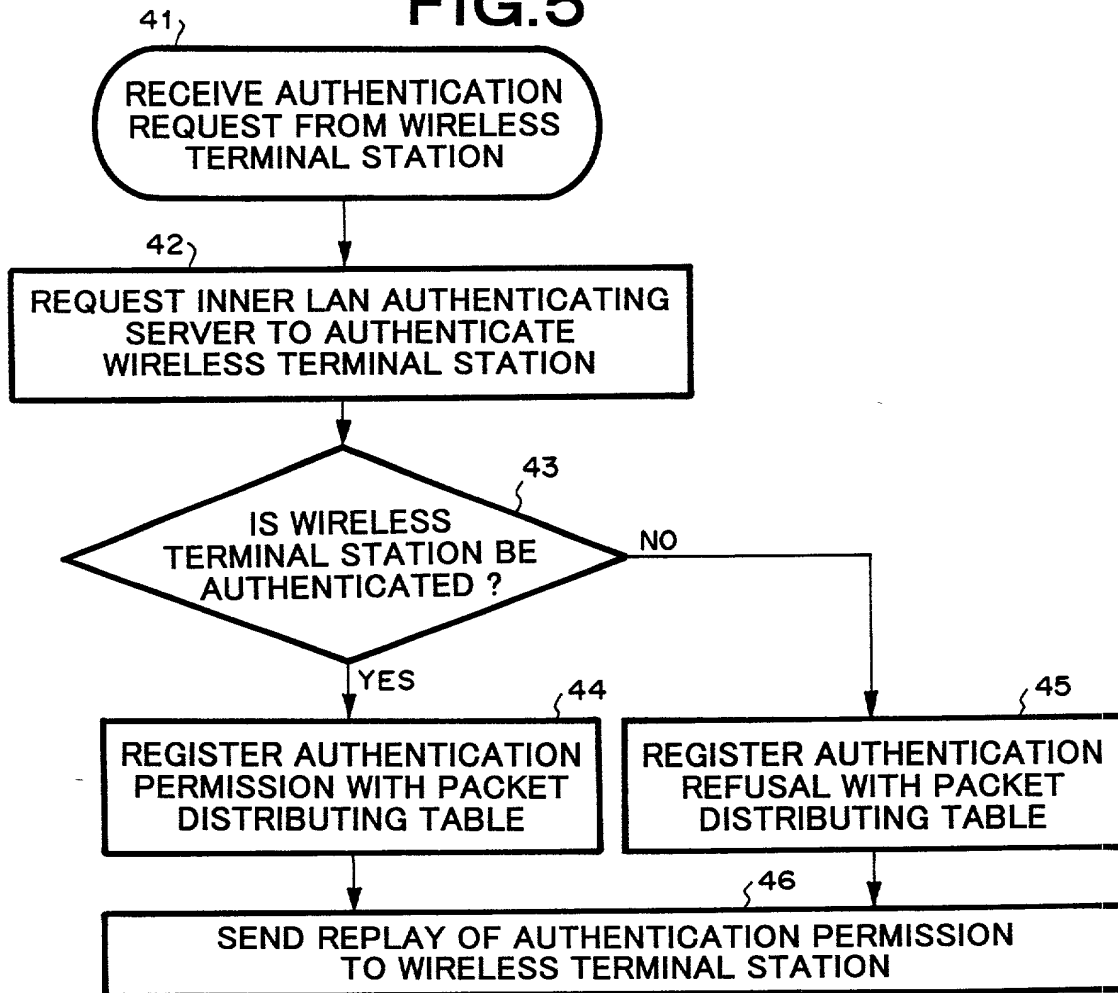 FIG.5
41
RECEIVE AUTHENTICATION
REQUEST FROM WIRELESS
TERMINAL STATION
42
REQUEST INNER LAN AUTHENTICATING
SERVER TO AUTHENTICATE
WIRELESS TERMINAL STATION
43
IS WIRELESS
TERMINAL STATION BE
AUTHENTICATED ?
NO
YES
44
REGISTER AUTHENTICATION
PERMISSION WITH PACKET
DISTRIBUTING TABLE
45
REGISTER AUTHENTICATION
REFUSAL WITH PACKET
DISTRIBUTING TABLE
46
SEND REPLAY OF AUTHENTICATION PERMISSION
TO WIRELESS TERMINAL STATION